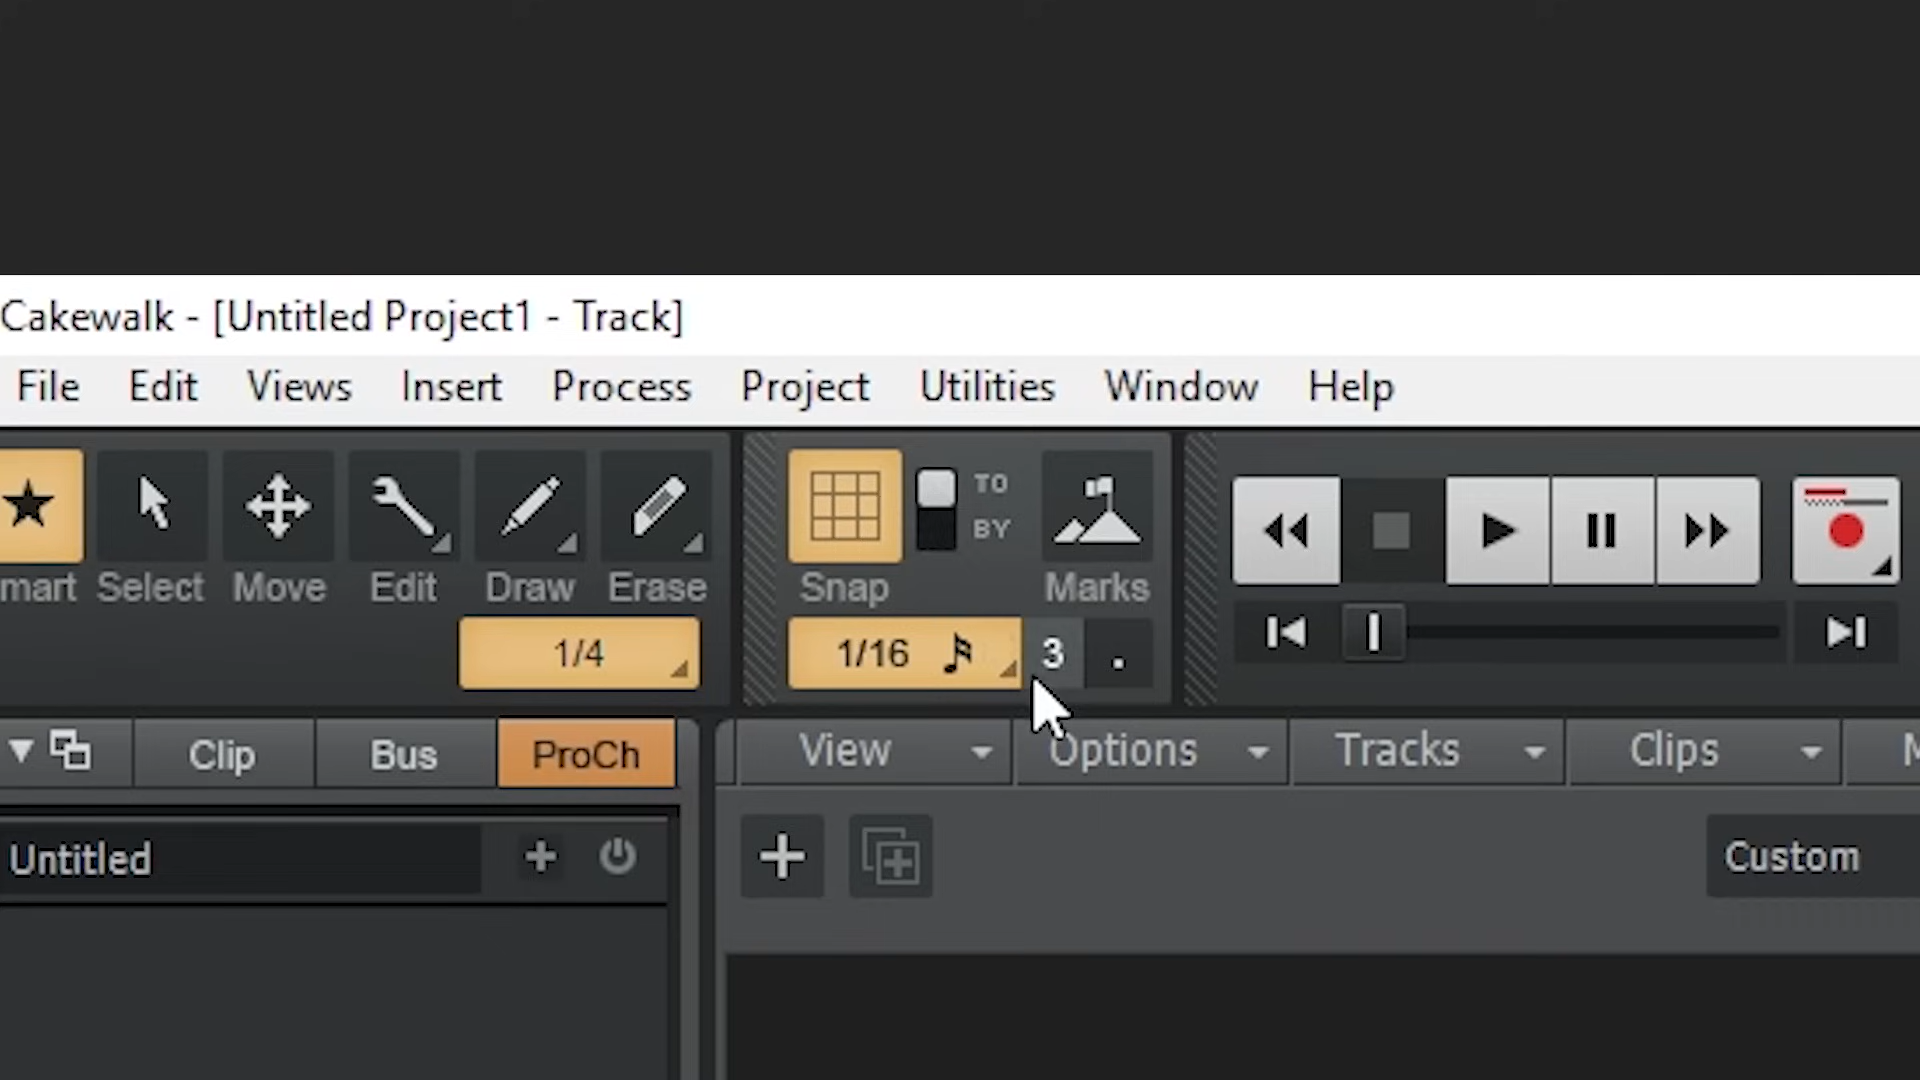 Cakewalk - [Untitled Project1 - Track]
File Edit Views Insert Process Project Utilities Window Help
TO
BY
mart Select Move Edit Draw Erase Snap Marks
1/4 1/16 3 .
Clip Bus ProCh View Options Tracks Clips M
Untitled Custom